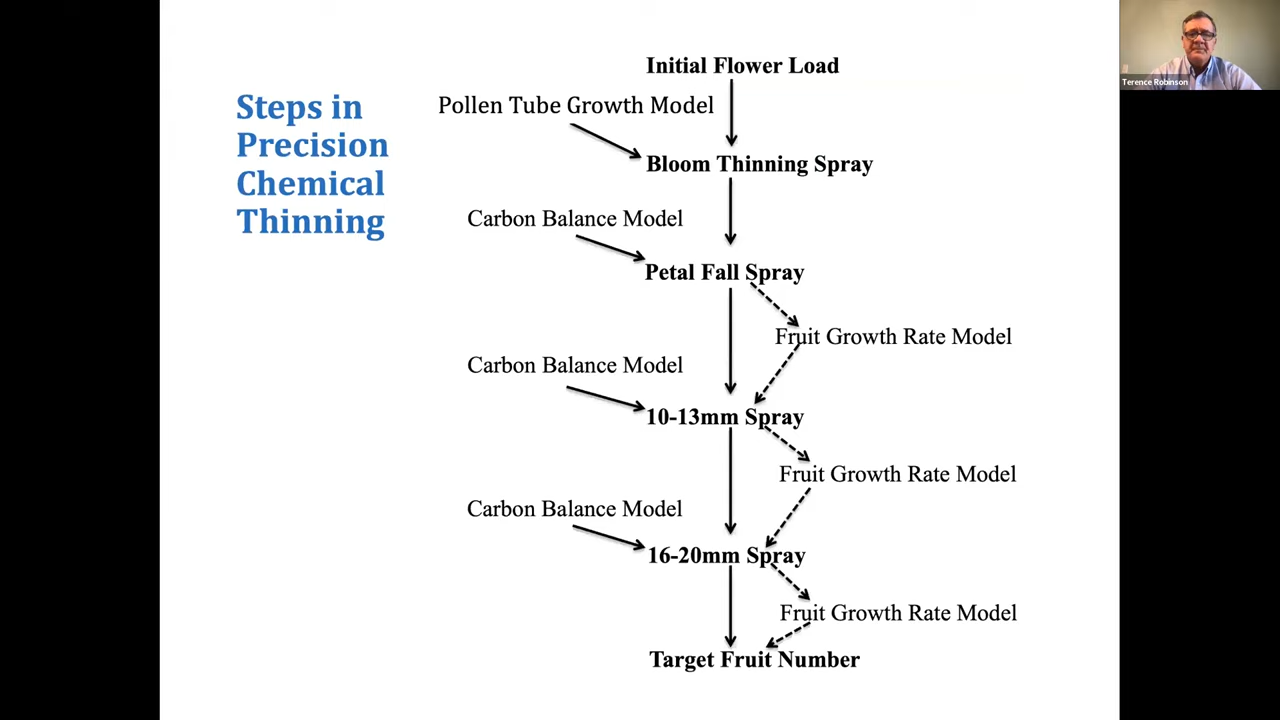 Steps in
Precision
Chemical
Thinning
Initial Flower Load
Pollen Tube Growth Model
Bloom Thinning Spray
Carbon Balance Model
Petal Fall Spray
Fruit Growth Rate Model
Carbon Balance Model
10-13mm Spray
Fruit Growth Rate Model
Carbon Balance Model
16-20mm Spray
Fruit Growth Rate Model
Target Fruit Number
Terence Robinson